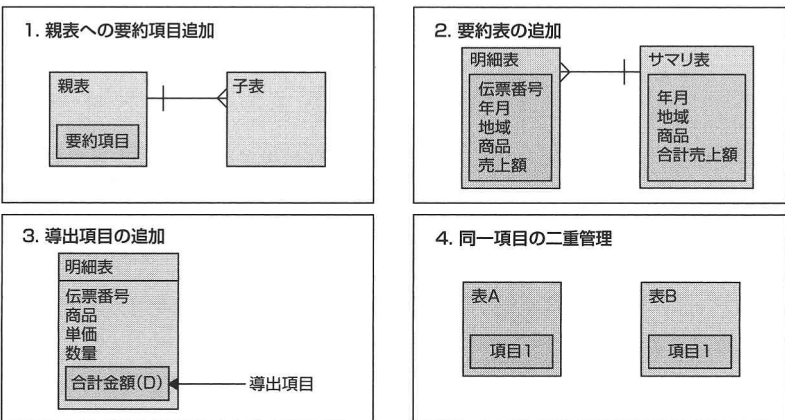 1. 親表への要約項目追加
親表
要約項目
子表
2. 要約表の追加
明細表
伝票番号
年月
地域
商品
売上額
サマリ表
年月
地域
商品
合計売上額
3. 導出項目の追加
明細表
伝票番号
商品
単価
数量
合計金額(D)
導出項目
4. 同一項目の二重管理
表A
項目1
表B
項目1